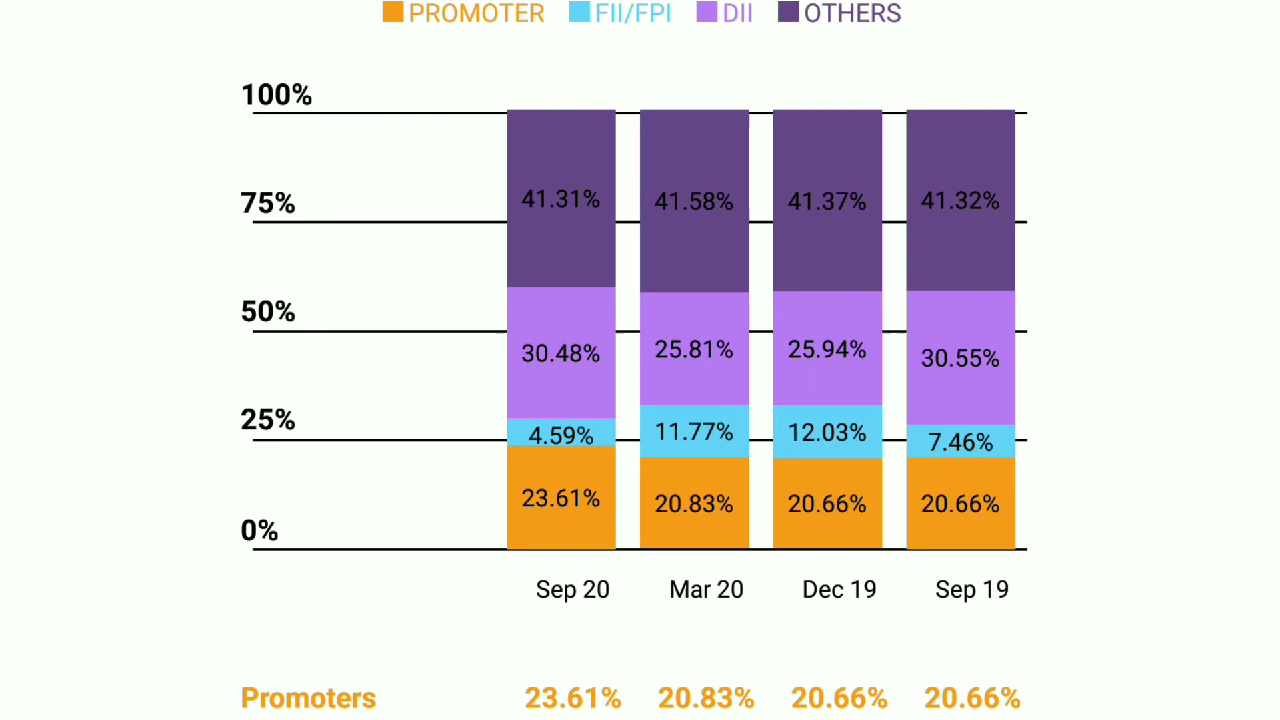 PROMOTER FII/FPI DII OTHERS
100%
41.31% 41.58% 41.37% 41.32%
75%
50%
30.48% 25.81% 25.94% 30.55%
25%
4.59% 11.77% 12.03% 7.46%
23.61% 20.83% 20.66% 20.66%
0%
Sep 20 Mar 20 Dec 19 Sep 19
Promoters 23.61% 20.83% 20.66% 20.66%